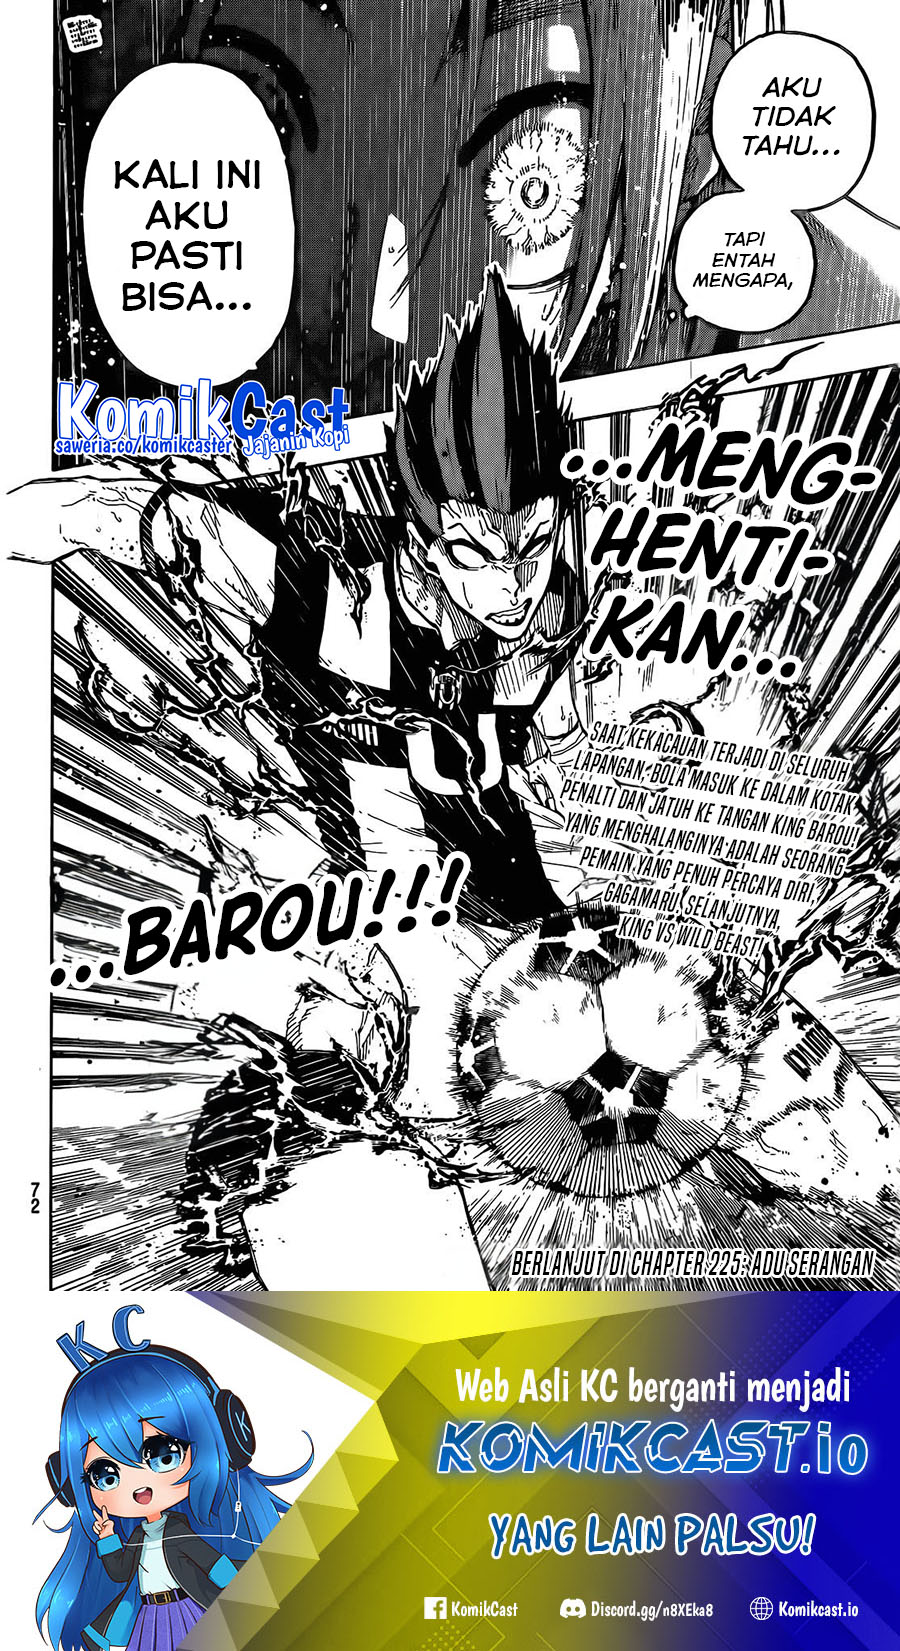 AKU
TIDAK
TAHU...
TAPI
ENTAH
MENGAPA,
KALI INI
AKU
PASTI
BISA...
KomikCast
saweria.co/komikcaster Jajanin Kopi
...MENG-
HENTI-
KAN...
SAAT KEKACAUAN TERJADI DI SELURUH
LAPANGAN, BOLA MASUK KE DALAM KOTAK
PENALTI DAN JATUH KE TANGAN KING BAROU!
YANG MENGHALANGINYA ADALAH SEORANG
PEMAIN YANG PENUH PERCAYA DIRI,
GAGAMARU! SELANJUTNYA,
KING VS WILD BEAST!
...BAROU!!!
72
BERLANJUT DI CHAPTER 225: ADU SERANGAN
KC
Web Asli KC berganti menjadi
KOMIKCAST.io
YANG LAIN PALSU!
KomikCast Discord.gg/n8XEka8 Komikcast.io